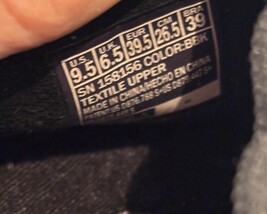 U.S. U.K. EUR CM BRA
9.5 6.5 39.5 26.5 39
SN 158156 COLOR-BBK
TEXTILE UPPER
MADE IN CHINA/HECHO EN CHINA